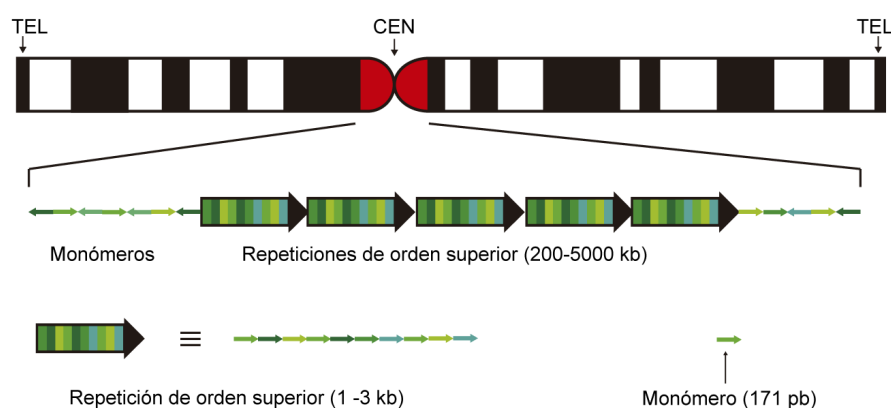 TEL
CEN
TEL
Monómeros
Repeticiones de orden superior (200-5000 kb)
Repetición de orden superior (1 -3 kb)
Monómero (171 pb)